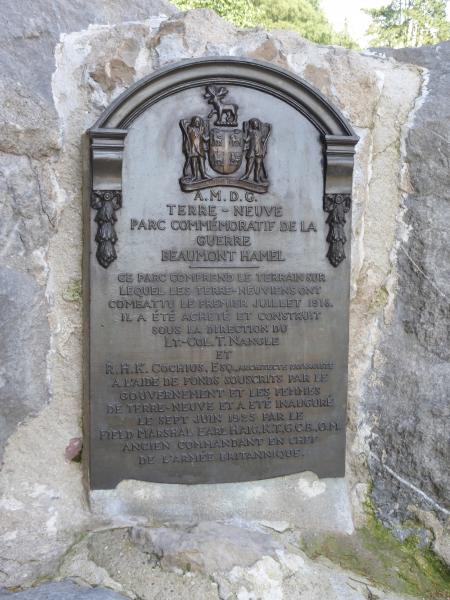 A.M.D.G.
TERRE-NEUVE
PARC COMMÉMORATIF DE LA
GUERRE
BEAUMONT HAMEL
CE PARC COMPREND LE TERRAIN SUR
LEQUEL LES TERRE-NEUVIENS ONT
COMBATTU LE PREMIER JUILLET 1916.
IL A ÉTÉ ACHETÉ ET CONSTRUIT
SOUS LA DIRECTION DU
LT-COL. T. NANGLE
ET
R.H.K. COCHIUS, ESQ., ARCHITECTE PAYSAGISTE
A L'AIDE DE FONDS SOUSCRITS PAR LE
GOUVERNEMENT ET LES FEMMES
DE TERRE-NEUVE ET A ÉTÉ INAUGURÉ
LE SEPT JUIN 1925 PAR LE
FIELD MARSHAL EARL HAIG, K.T., G.C.B., O.M.
ANCIEN COMMANDANT EN CHEF
DE L'ARMÉE BRITANNIQUE.